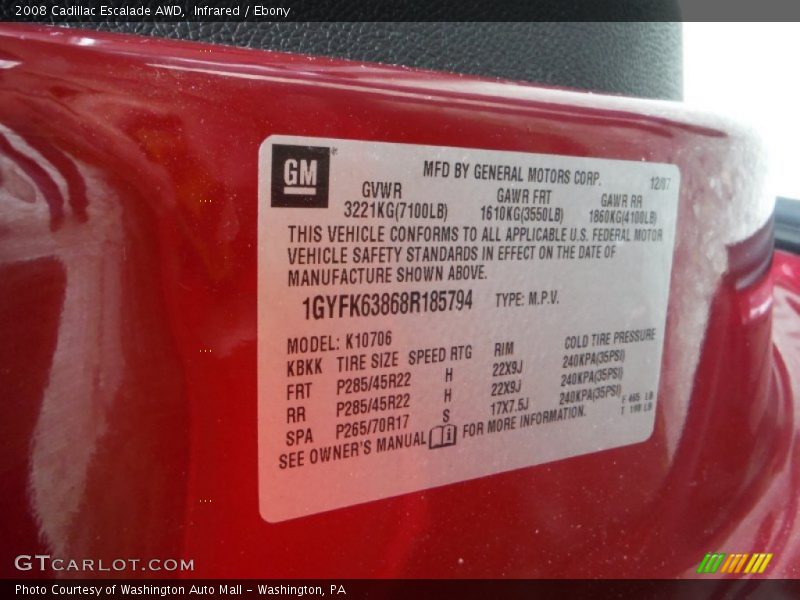 2008 Cadillac Escalade AWD, Infrared / Ebony
GM
MFD BY GENERAL MOTORS CORP.
12/07
GVWR GAWR FRT GAWR RR
3221KG(7100LB) 1610KG(3550LB) 1860KG(4100LB)
THIS VEHICLE CONFORMS TO ALL APPLICABLE U.S. FEDERAL MOTOR
VEHICLE SAFETY STANDARDS IN EFFECT ON THE DATE OF
MANUFACTURE SHOWN ABOVE.
1GYFK63868R185794 TYPE: M.P.V.
MODEL: K10706
KBKK TIRE SIZE SPEED RTG RIM COLD TIRE PRESSURE
FRT P285/45R22 H 22X9J 240KPA(35PSI)
RR P285/45R22 H 22X9J 240KPA(35PSI)
SPA P265/70R17 S 17X7.5J 240KPA(35PSI)
SEE OWNER'S MANUAL FOR MORE INFORMATION.
GTCARLOT.COM
Photo Courtesy of Washington Auto Mall - Washington, PA